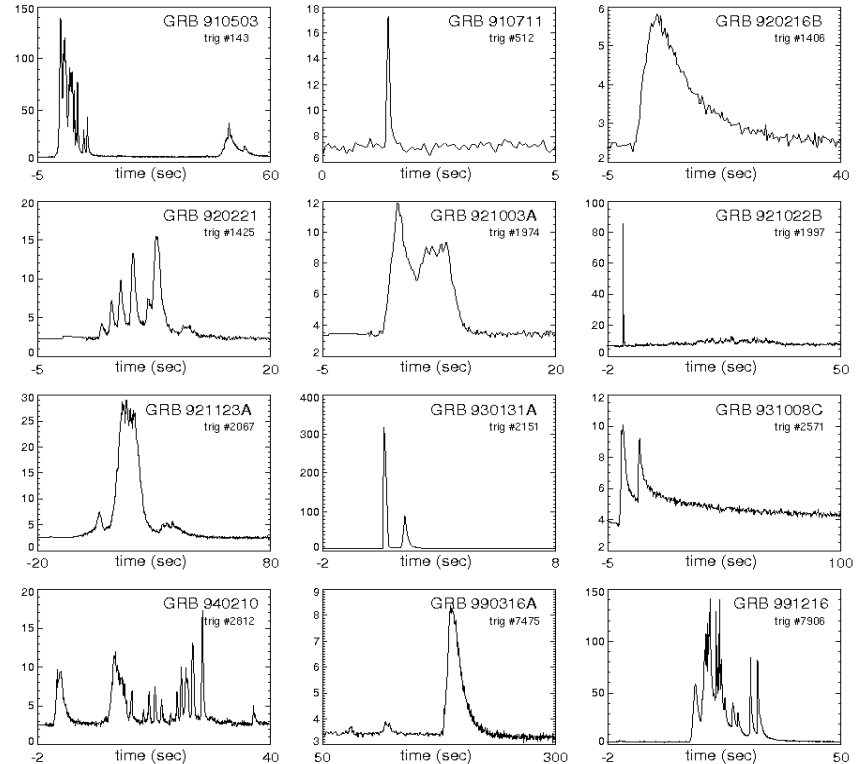 150
100
50
0
GRB 910503
trig #143
-5
time (sec)
60
18
16
14
12
10
8
6
GRB 910711
trig #512
0
time (sec)
5
6
5
4
3
2
GRB 920216B
trig #1406
-5
time (sec)
40
20
15
10
5
0
GRB 920221
trig #1425
-5
time (sec)
20
12
10
8
6
4
2
GRB 921003A
trig #1974
-5
time (sec)
20
100
80
60
40
20
0
GRB 921022B
trig #1997
-2
time (sec)
50
30
25
20
15
10
5
0
GRB 921123A
trig #2067
-20
time (sec)
80
400
300
200
100
0
GRB 930131A
trig #2151
-2
time (sec)
8
12
10
8
6
4
2
GRB 931008C
trig #2571
-5
time (sec)
100
20
15
10
5
0
GRB 940210
trig #2812
-2
time (sec)
40
9
8
7
6
5
4
3
GRB 990316A
trig #7475
50
time (sec)
300
150
100
50
0
GRB 991216
trig #7906
-2
time (sec)
50